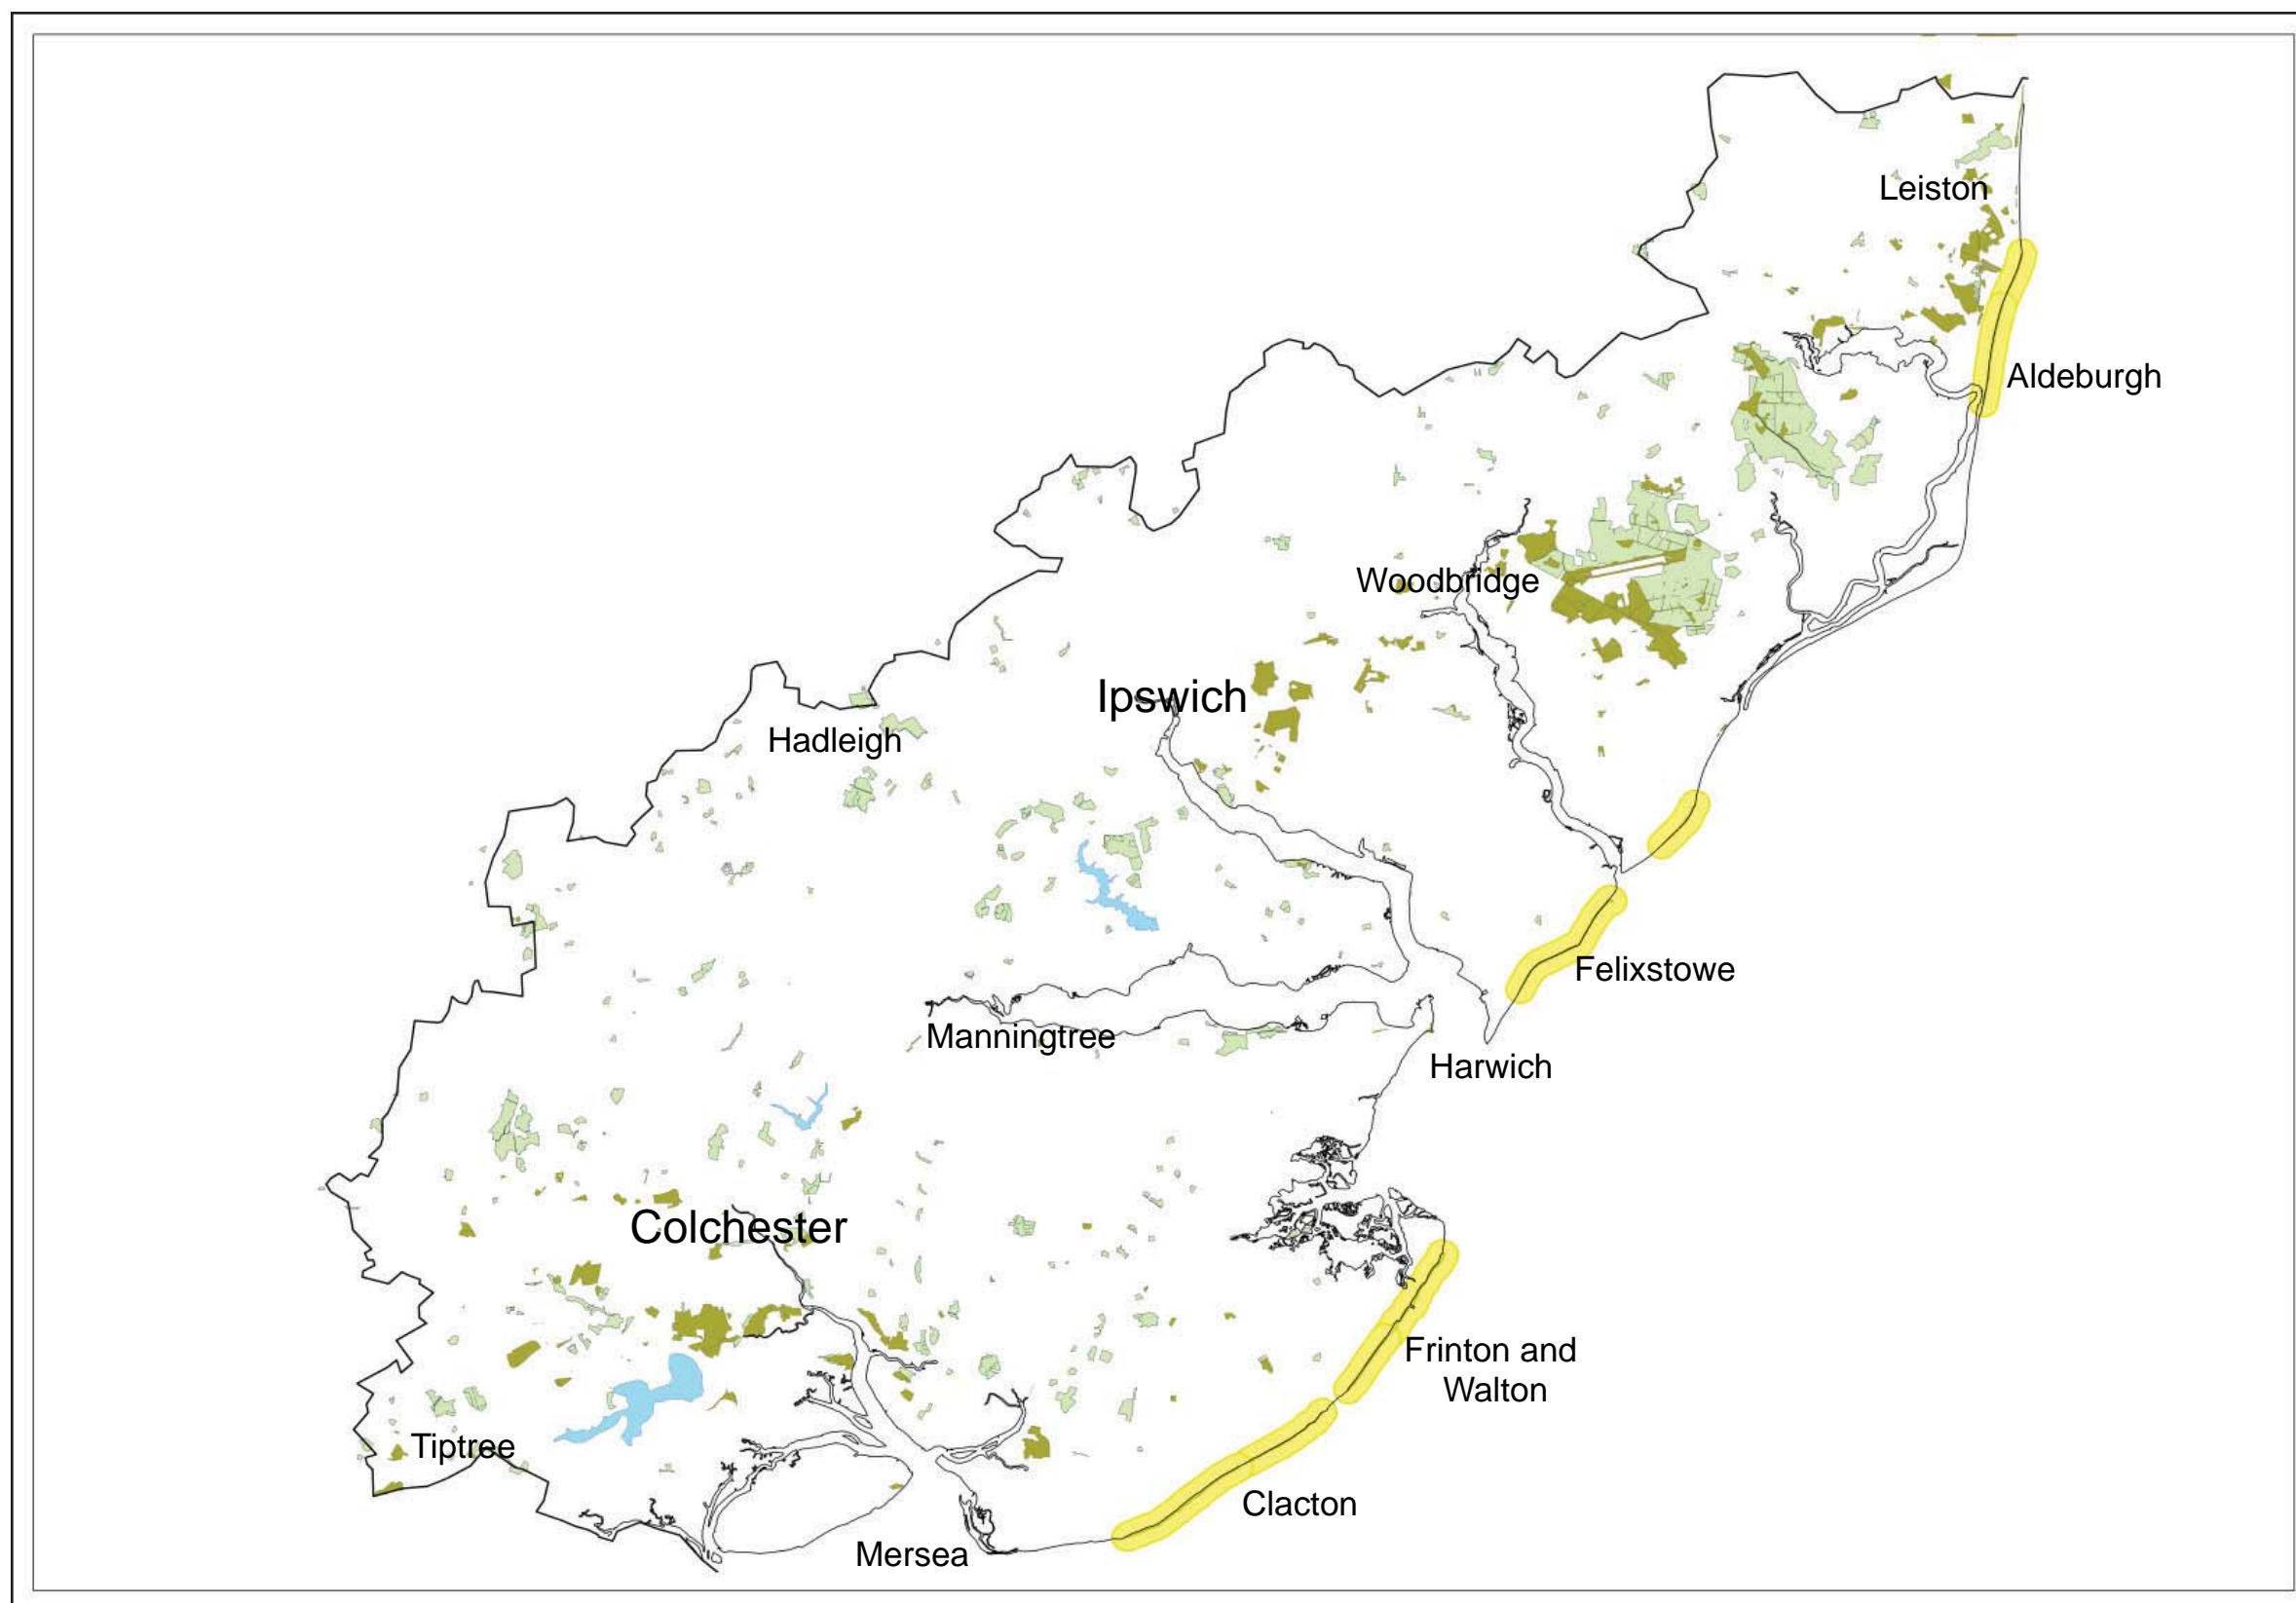 Leiston
Aldeburgh
Woodbridge
Ipswich
Hadleigh
Felixstowe
Manningtree
Harwich
Colchester
Frinton and
Walton
Tiptree
Clacton
Mersea